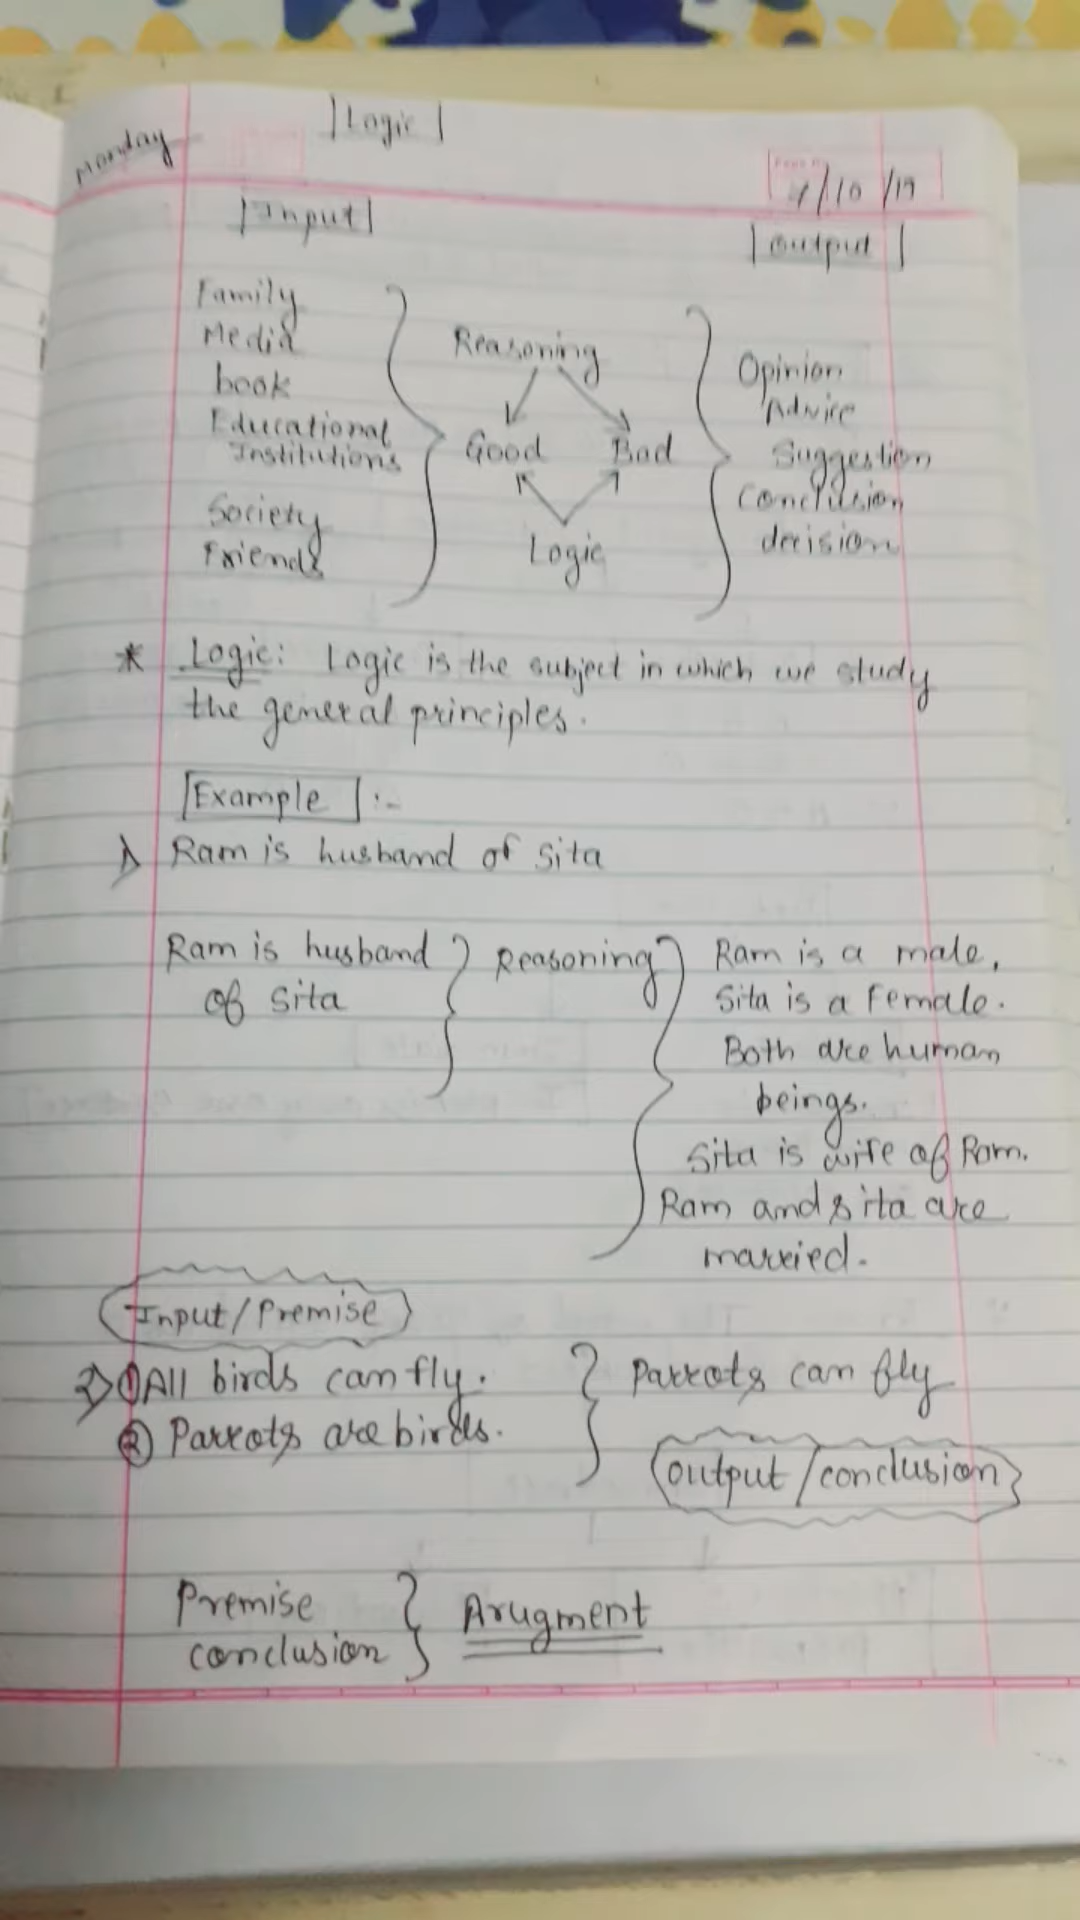 Logic
Monday
7/10/19
Input
output
Family
Media
book
Educational
Institutions
Society
Friends
Reasoning
Good Bad
Logic
Opinion
Advice
Suggestion
Conclusion
decision
* Logic: Logic is the subject in which we study
the general principles.
Example :-
1) Ram is husband of Sita
Ram is husband
of Sita
Reasoning
Ram is a male,
Sita is a Female.
Both are human
beings.
Sita is wife of Ram.
Ram and Sita are
married.
Input/Premise
2) ① All birds can fly.
② Parrots are birds.
Parrots can fly
output/conclusion
Premise
conclusion
Arugment